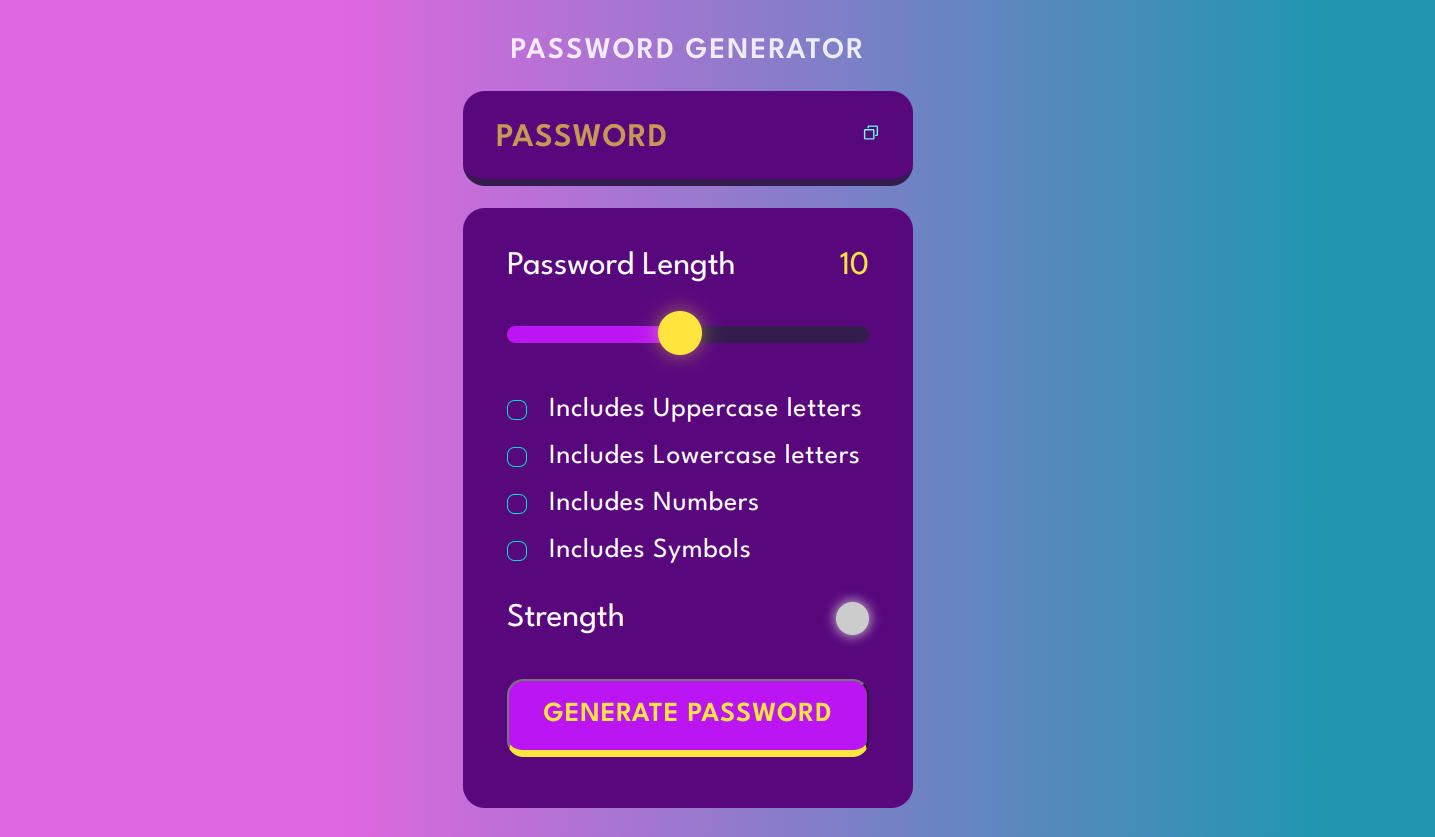 PASSWORD GENERATOR
PASSWORD
Password Length 10
Includes Uppercase letters
Includes Lowercase letters
Includes Numbers
Includes Symbols
Strength
GENERATE PASSWORD